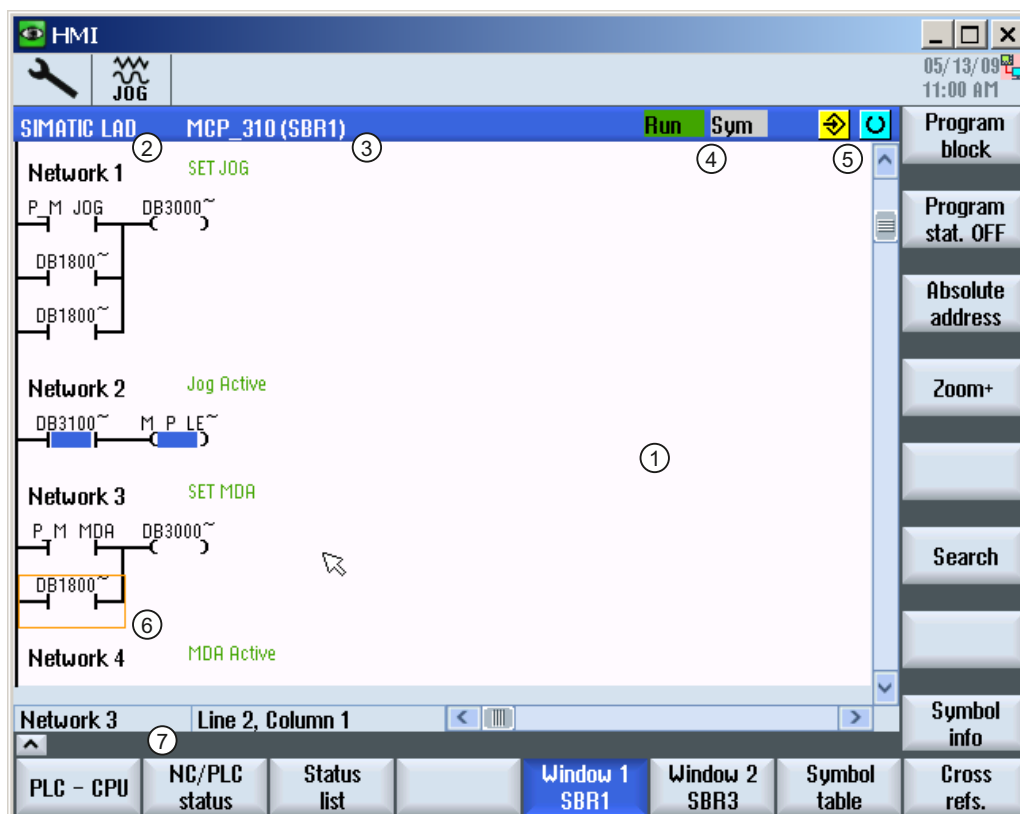 HMI
JOG
05/13/09
11:00 AM
SIMATIC LAD MCP_310 (SBR1) Run Sym
② ③ ④ ⑤
Network 1 SET JOG
P_M JOG DB3000~
DB1800~
DB1800~
Network 2 Jog Active
DB3100~ M_P_LE~
①
Network 3 SET MDA
P_M MDA DB3000~
DB1800~
⑥
Network 4 MDA Active
Network 3 Line 2, Column 1
⑦
Program
block
Program
stat. OFF
Absolute
address
Zoom+
Search
Symbol
info
PLC - CPU
NC/PLC
status
Status
list
Window 1
SBR1
Window 2
SBR3
Symbol
table
Cross
refs.